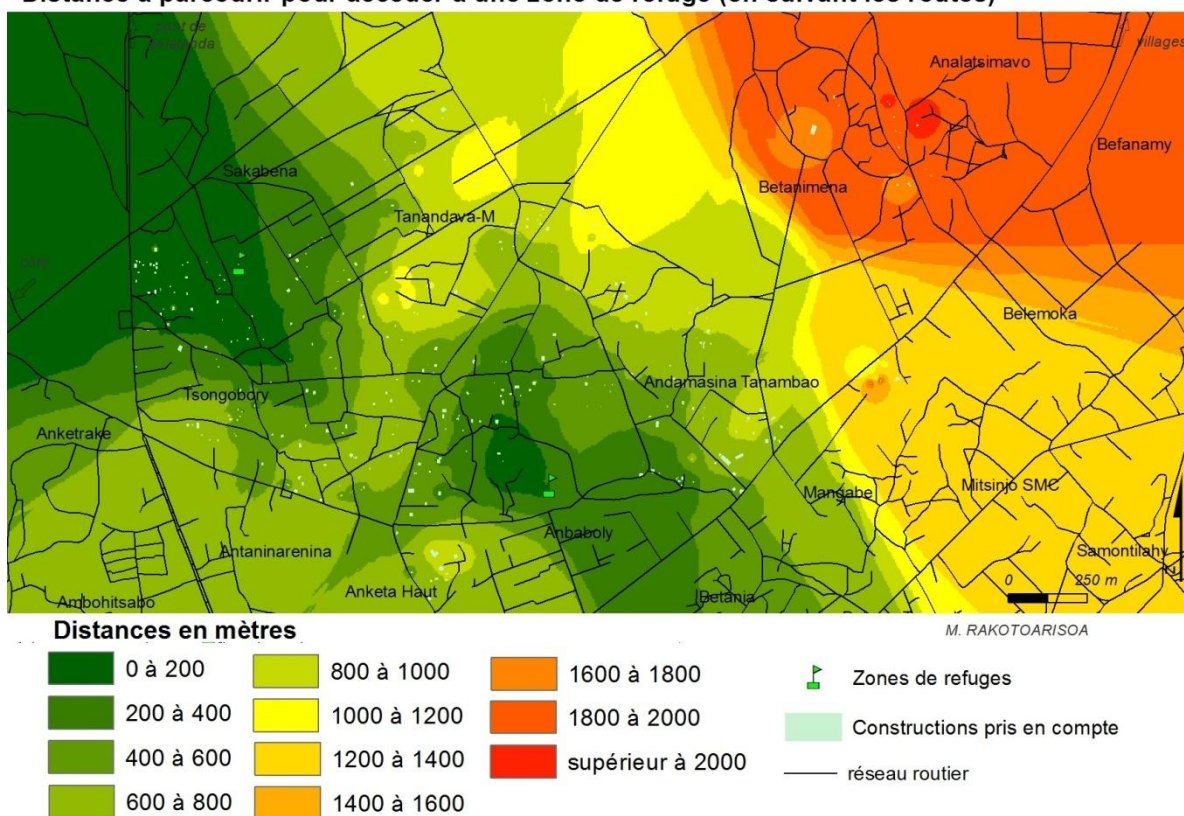 Distance à parcourir pour accéder à une zone de refuge (en suivant les routes)
pont de
villages
Analatsimavo
Befanamy
Sakabena
Betanimena
Tanandava-M
Belemoka
Andamasina Tanambao
Tsongobory
Anketrake
Mangabe
Mitsinjo SMC
Anbaboly
Antaninarenina
Samontilahy
Anketa Haut
Betania
Ambohitsabo
0 250 m
Distances en mètres
M. RAKOTOARISOA
0 à 200
200 à 400
400 à 600
600 à 800
800 à 1000
1000 à 1200
1200 à 1400
1400 à 1600
1600 à 1800
1800 à 2000
supérieur à 2000
Zones de refuges
Constructions pris en compte
réseau routier